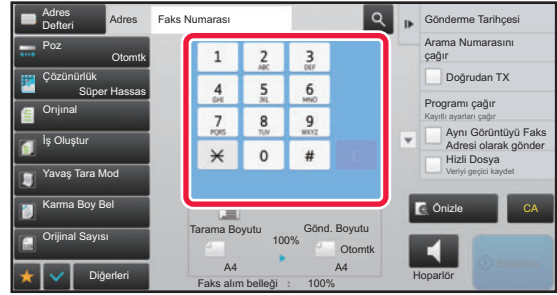 Adres
Defteri
Adres
Faks Numarası
Gönderme Tarihçesi
Poz
Otomtk
Çözünürlük
Süper Hassas
Orijinal
İş Oluştur
Yavaş Tara Mod
Karma Boy Bel
Orijinal Sayısı
Diğerleri
1
2
ABC
3
DEF
4
GHI
5
JKL
6
MNO
7
PQRS
8
TUV
9
WXYZ
0
#
C
Tarama Boyutu
A4
100%
Gönd. Boyutu
Otomtk
A4
Faks alım belleği : 100%
Arama Numarasını
çağır
Doğrudan TX
Programı çağır
Kayıtlı ayarları çağır
Aynı Görüntüyü Faks
Adresi olarak gönder
Hizli Dosya
Veriyi geçici kaydet
Önizle
CA
Hoparlör